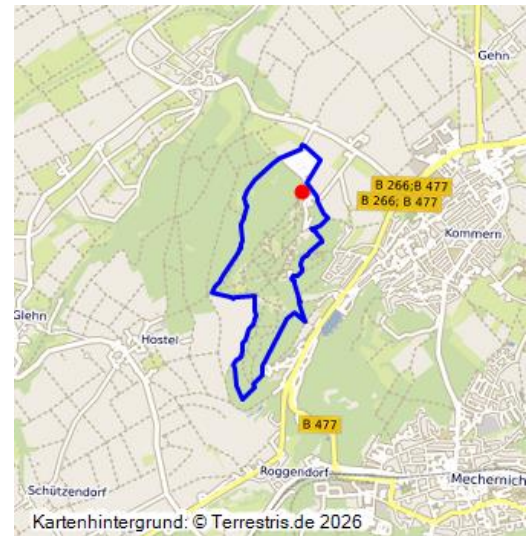 Gehn
B 266;B 477
B 266; B 477
Kommern
Glehn
Hostel
B 477
Roggendorf
Mechernich
Schützendorf
Kartenhintergrund: © Terrestris.de 2026